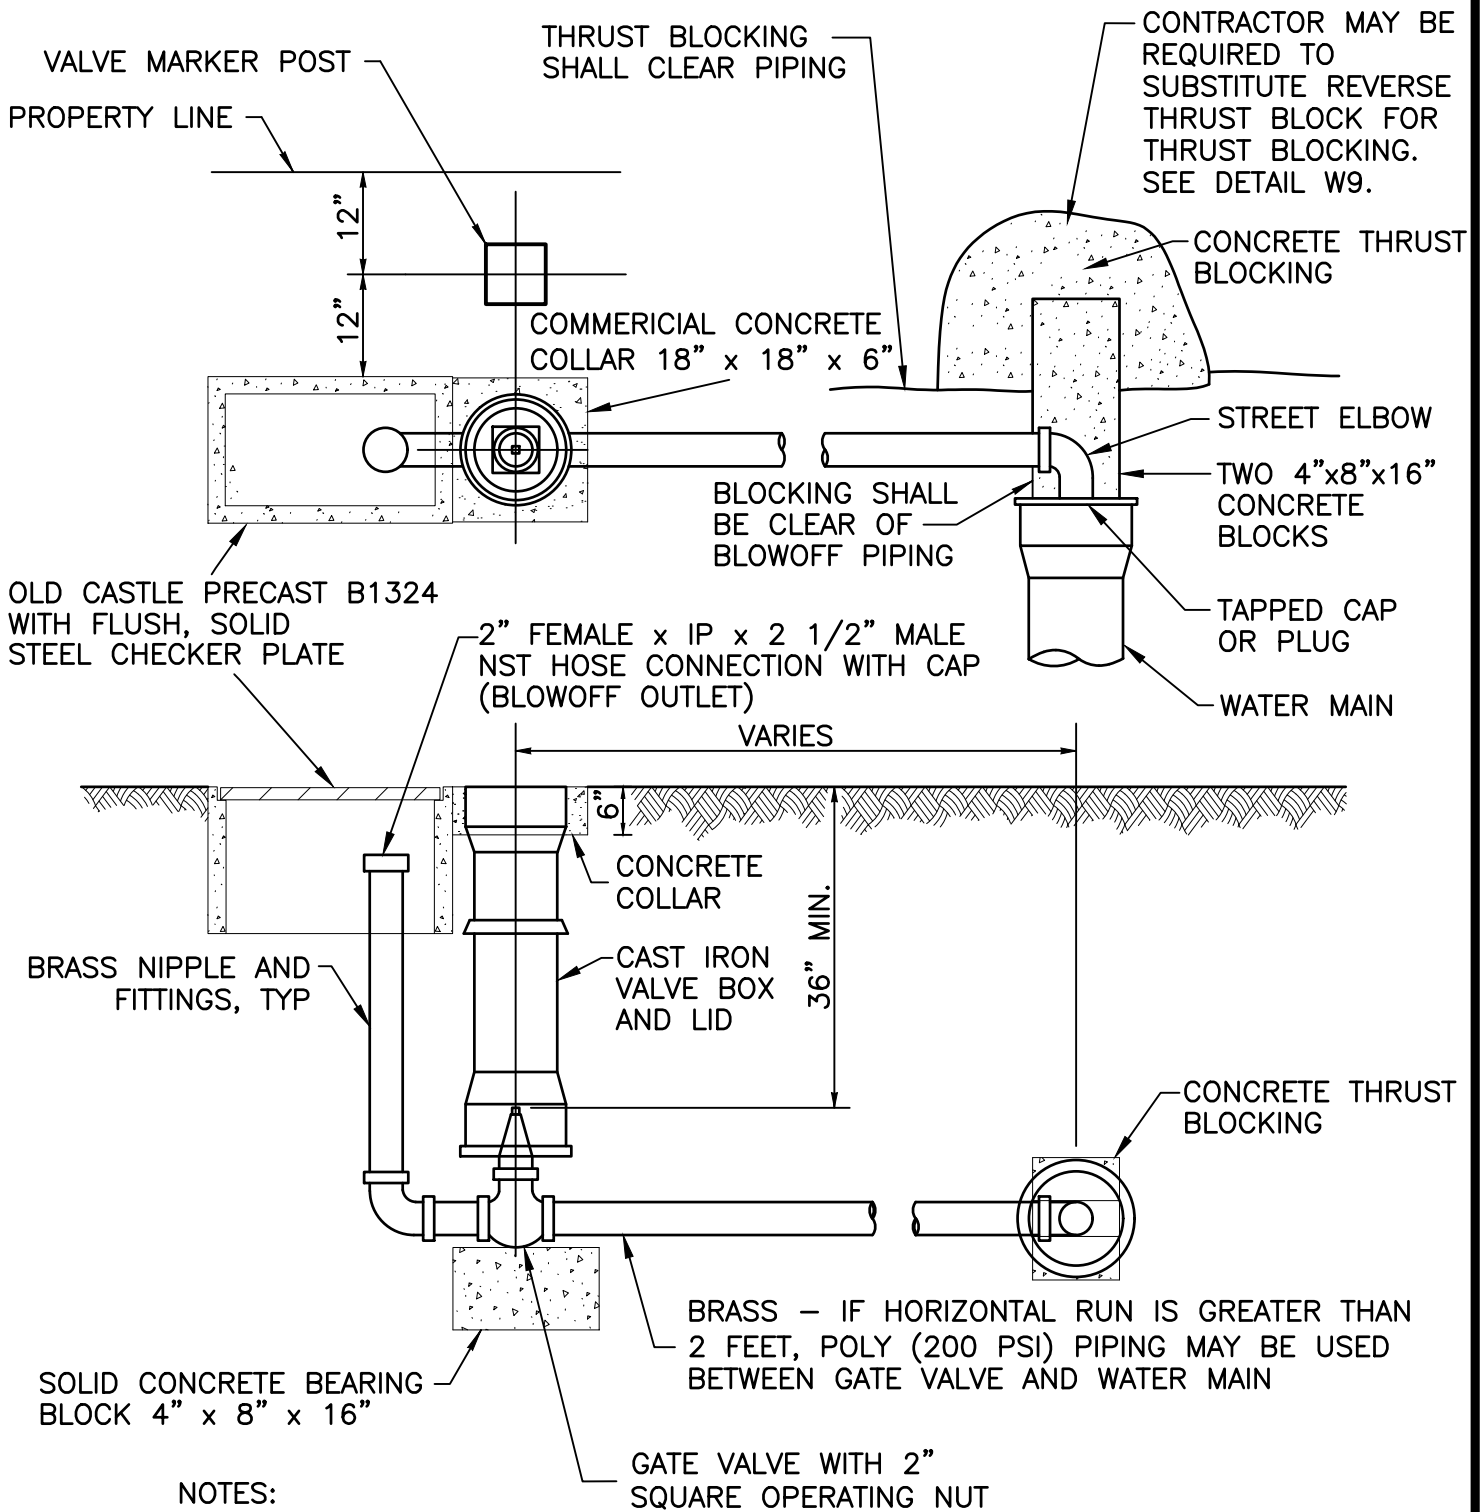 VALVE MARKER POST
PROPERTY LINE
THRUST BLOCKING
SHALL CLEAR PIPING
CONTRACTOR MAY BE
REQUIRED TO
SUBSTITUTE REVERSE
THRUST BLOCK FOR
THRUST BLOCKING.
SEE DETAIL W9.
12”
12”
CONCRETE THRUST
BLOCKING
COMMERICIAL CONCRETE
COLLAR 18” x 18” x 6”
STREET ELBOW
TWO 4”x8”x16”
CONCRETE
BLOCKS
BLOCKING SHALL
BE CLEAR OF
BLOWOFF PIPING
OLD CASTLE PRECAST B1324
WITH FLUSH, SOLID
STEEL CHECKER PLATE
TAPPED CAP
OR PLUG
2” FEMALE x IP x 2 1/2” MALE
NST HOSE CONNECTION WITH CAP
(BLOWOFF OUTLET)
WATER MAIN
VARIES
6”
CONCRETE
COLLAR
36” MIN.
BRASS NIPPLE AND
FITTINGS, TYP
CAST IRON
VALVE BOX
AND LID
CONCRETE THRUST
BLOCKING
BRASS – IF HORIZONTAL RUN IS GREATER THAN
2 FEET, POLY (200 PSI) PIPING MAY BE USED
BETWEEN GATE VALVE AND WATER MAIN
SOLID CONCRETE BEARING
BLOCK 4” x 8” x 16”
GATE VALVE WITH 2”
SQUARE OPERATING NUT
NOTES: